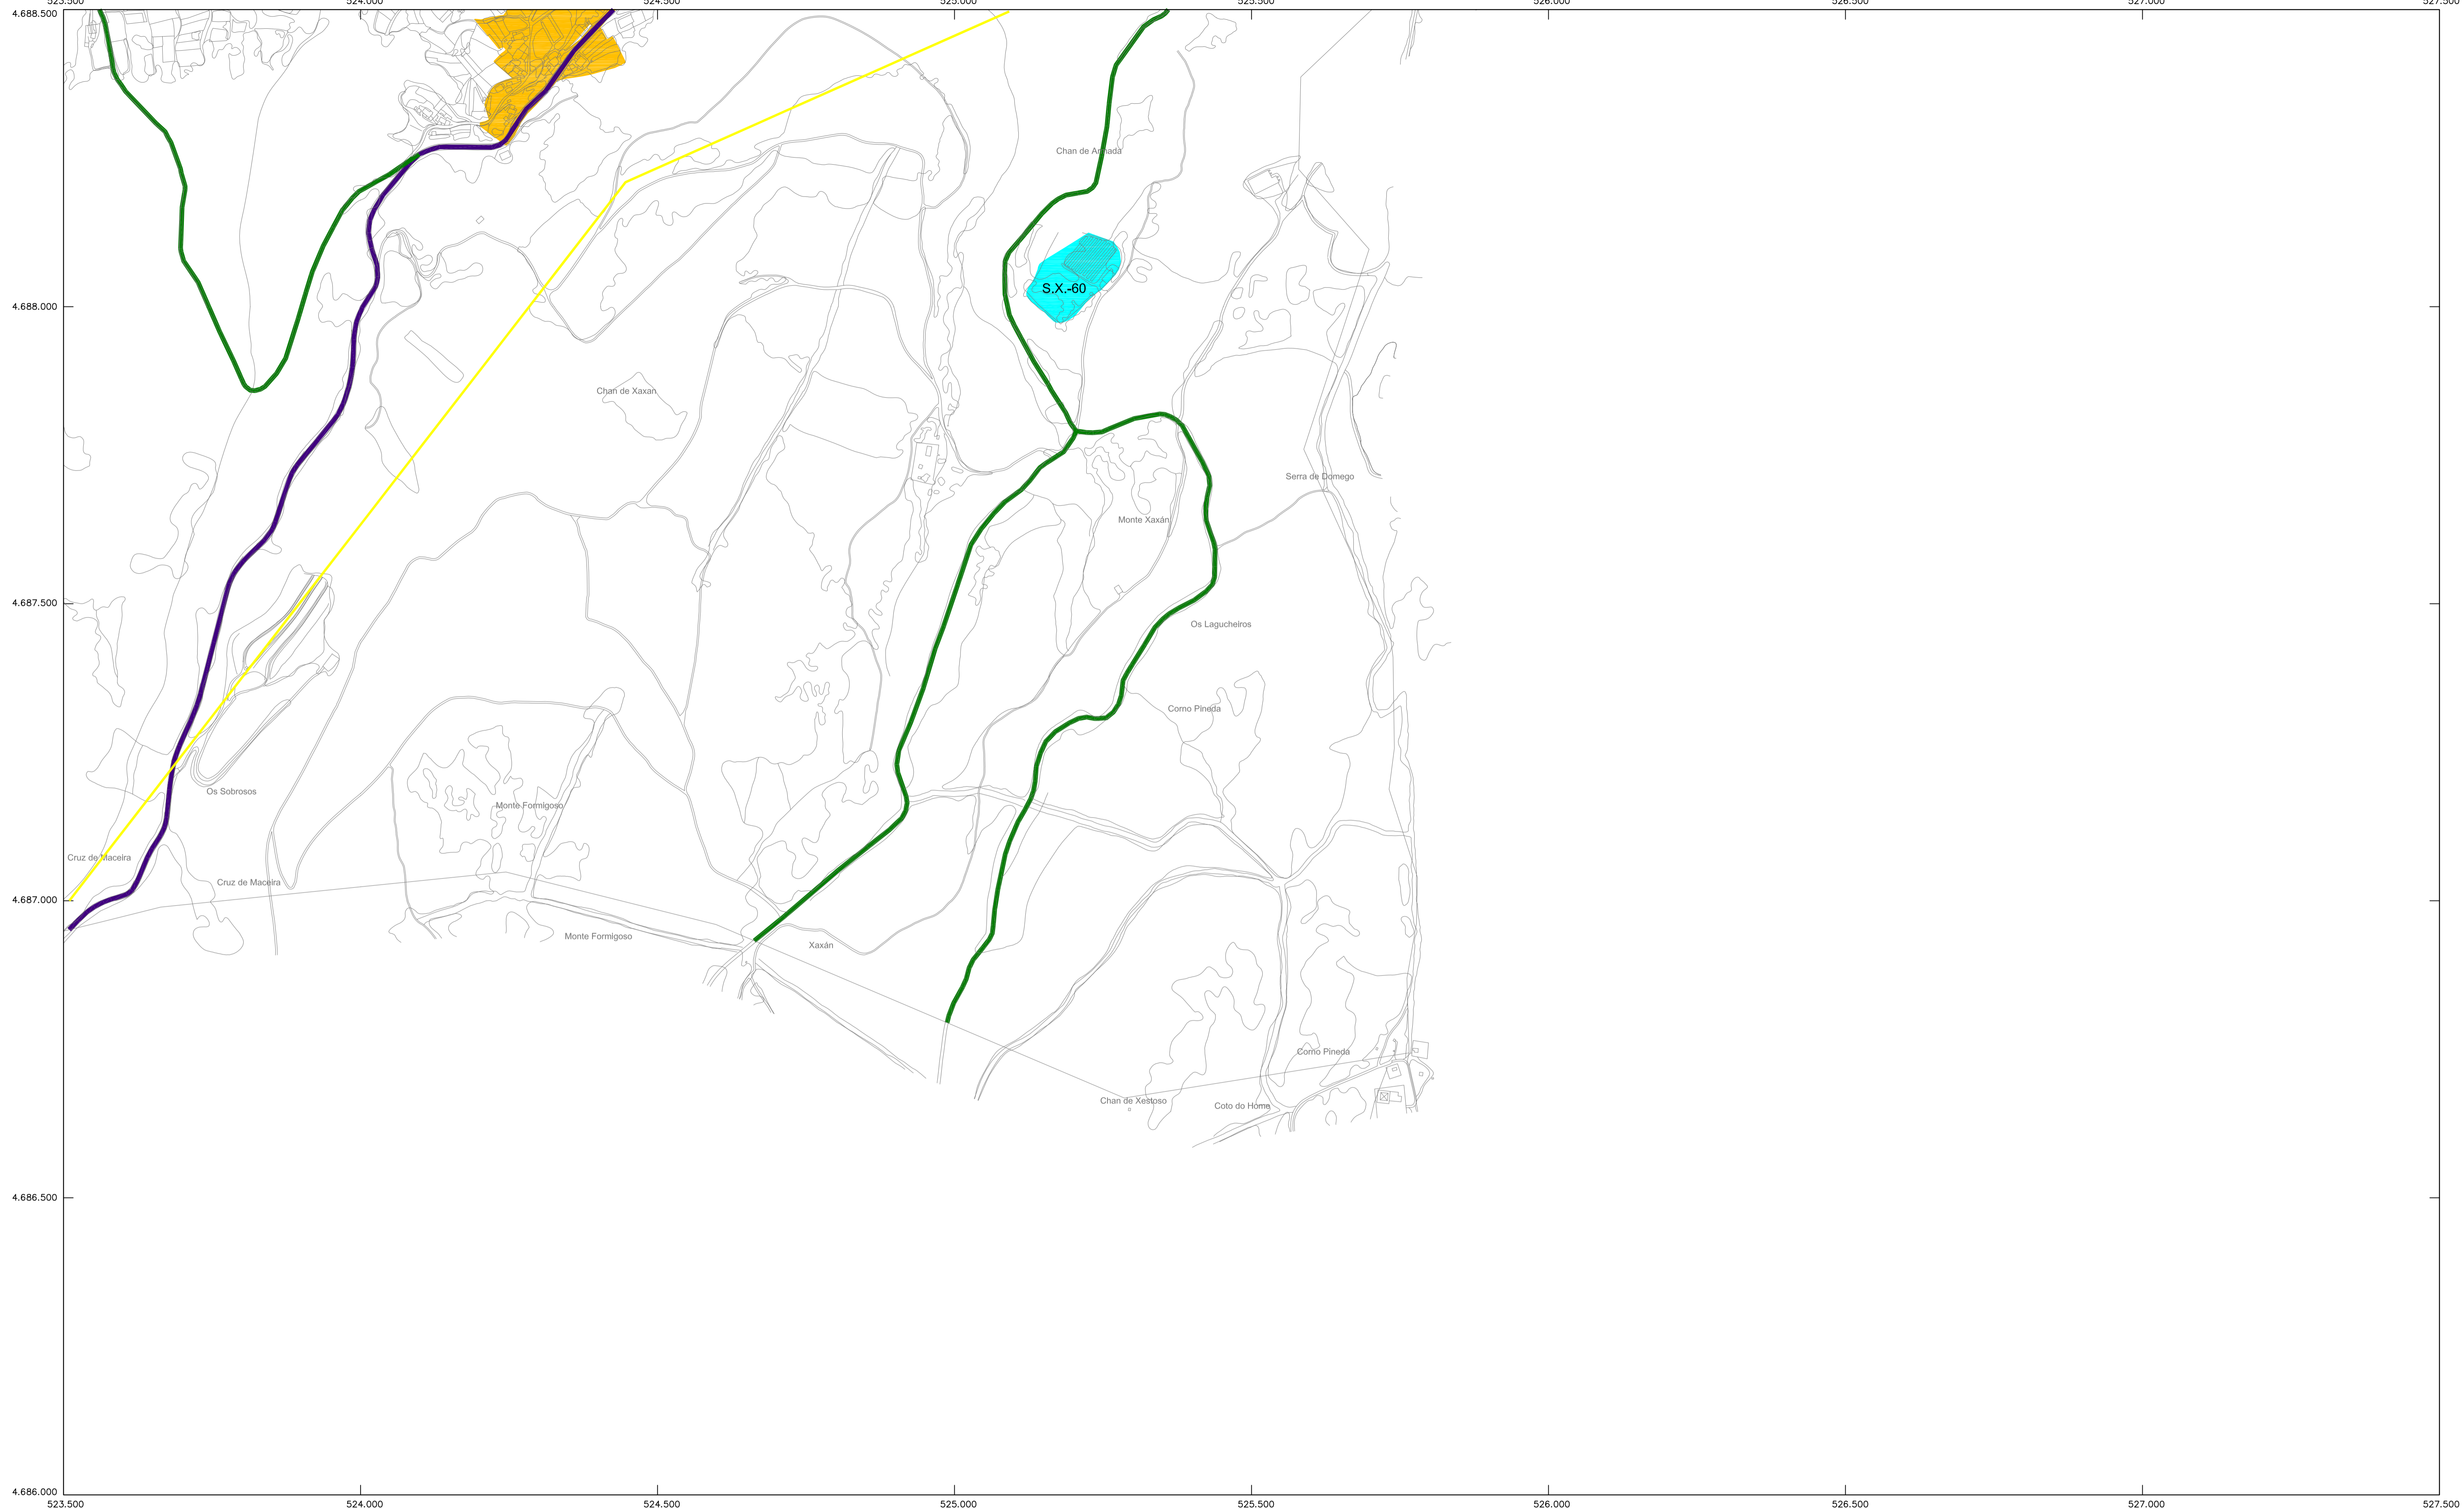 523.500 524.000 524.500 525.000 525.500 526.000 526.500 527.000 527.500
4.688.500
Chan de Armada
S.X.-60
4.688.000
Chan de Xaxan
Serra de Domego
Monte Xaxán
4.687.500
Os Lagucheiros
Corno Pineda
Os Sobrosos
Monte Formigoso
Cruz de Maceira
Cruz de Maceira
4.687.000
Monte Formigoso
Xaxán
Corno Pineda
Chan de Xestoso
Coto do Home
4.686.500
4.686.000
523.500 524.000 524.500 525.000 525.500 526.000 526.500 527.000 527.500